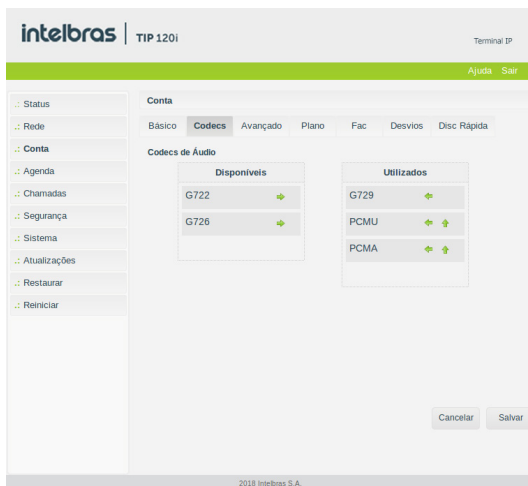 intelbras TIP 120i
Terminal IP
Ajuda Sair
.: Status
.: Rede
.: Conta
.: Agenda
.: Chamadas
.: Segurança
.: Sistema
.: Atualizações
.: Restaurar
.: Reiniciar
Conta
Básico Codecs Avançado Plano Fac Desvios Disc Rápida
Codecs de Áudio
Disponíveis
G722
G726
Utilizados
G729
PCMU
PCMA
Cancelar Salvar
2018 Intelbras S.A.